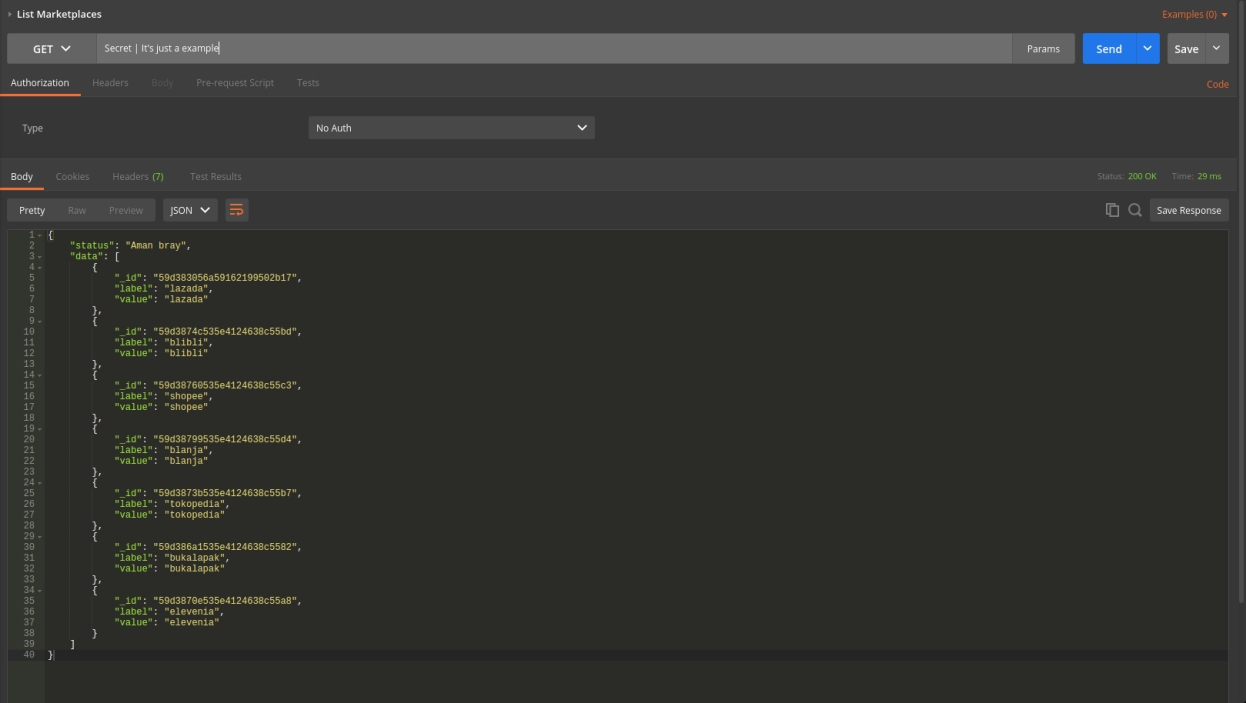 List Marketplaces
Examples (0)
GET Secret | It's just a example Params Send Save
Authorization Headers Body Pre-request Script Tests Code
Type No Auth
Body Cookies Headers (7) Test Results Status: 200 OK Time: 29 ms
Pretty Raw Preview JSON Save Response
1 {
2 "status": "Aman bray",
3 "data": [
4 {
5 "_id": "59d383056a59162199502b17",
6 "label": "lazada",
7 "value": "lazada"
8 },
9 {
10 "_id": "59d3874c535e4124638c55bd",
11 "label": "blibli",
12 "value": "blibli"
13 },
14 {
15 "_id": "59d38760535e4124638c55c3",
16 "label": "shopee",
17 "value": "shopee"
18 },
19 {
20 "_id": "59d38799535e4124638c55d4",
21 "label": "blanja",
22 "value": "blanja"
23 },
24 {
25 "_id": "59d3873b535e4124638c55b7",
26 "label": "tokopedia",
27 "value": "tokopedia"
28 },
29 {
30 "_id": "59d386a1535e4124638c5582",
31 "label": "bukalapak",
32 "value": "bukalapak"
33 },
34 {
35 "_id": "59d3870e535e4124638c55a8",
36 "label": "elevenia",
37 "value": "elevenia"
38 }
39 ]
40 }